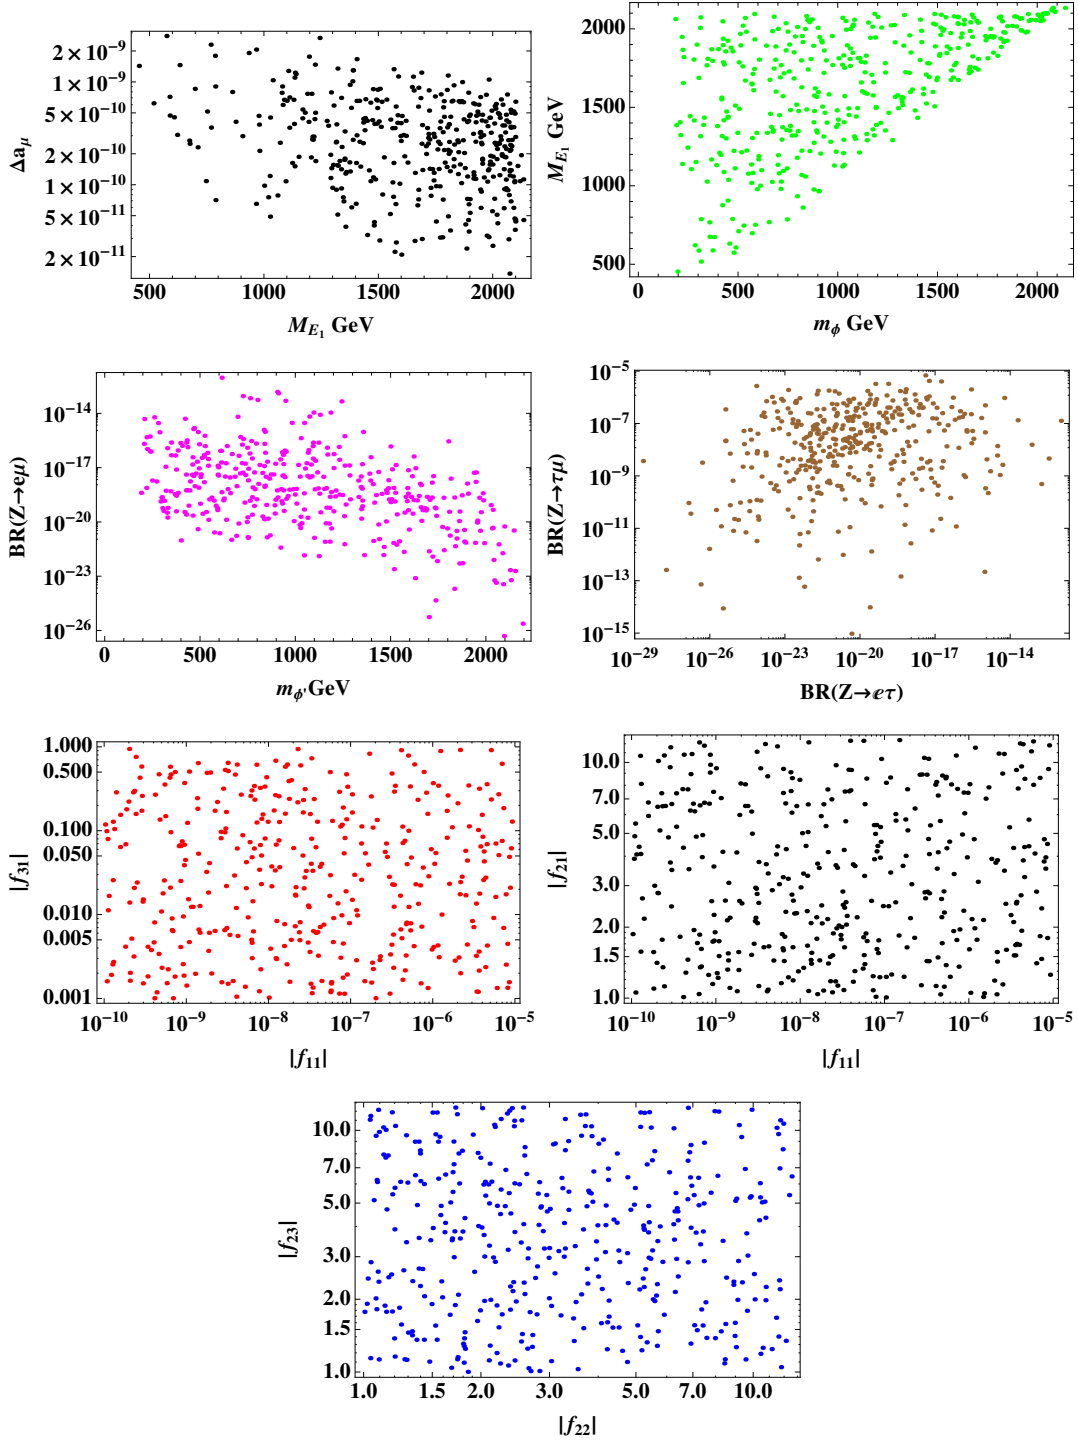 2×10⁻⁹
1×10⁻⁹
5×10⁻¹⁰
2×10⁻¹⁰
1×10⁻¹⁰
5×10⁻¹¹
2×10⁻¹¹
Δaμ
500 1000 1500 2000
M_E₁ GeV
2000
1500
1000
500
M_E₁ GeV
0 500 1000 1500 2000
m_ϕ GeV
10⁻¹⁴
10⁻¹⁷
10⁻²⁰
10⁻²³
10⁻²⁶
BR(Z→eμ)
0 500 1000 1500 2000
m_ϕ' GeV
10⁻⁵
10⁻⁷
10⁻⁹
10⁻¹¹
10⁻¹³
10⁻¹⁵
BR(Z→τμ)
10⁻²⁹ 10⁻²⁶ 10⁻²³ 10⁻²⁰ 10⁻¹⁷ 10⁻¹⁴
BR(Z→eτ)
1.000
0.500
0.100
0.050
0.010
0.005
0.001
|f₃₁|
10⁻¹⁰ 10⁻⁹ 10⁻⁸ 10⁻⁷ 10⁻⁶ 10⁻⁵
|f₁₁|
10.0
7.0
5.0
3.0
2.0
1.5
1.0
|f₂₁|
10⁻¹⁰ 10⁻⁹ 10⁻⁸ 10⁻⁷ 10⁻⁶ 10⁻⁵
|f₁₁|
10.0
7.0
5.0
3.0
2.0
1.5
1.0
|f₂₃|
1.0 1.5 2.0 3.0 5.0 7.0 10.0
|f₂₂|